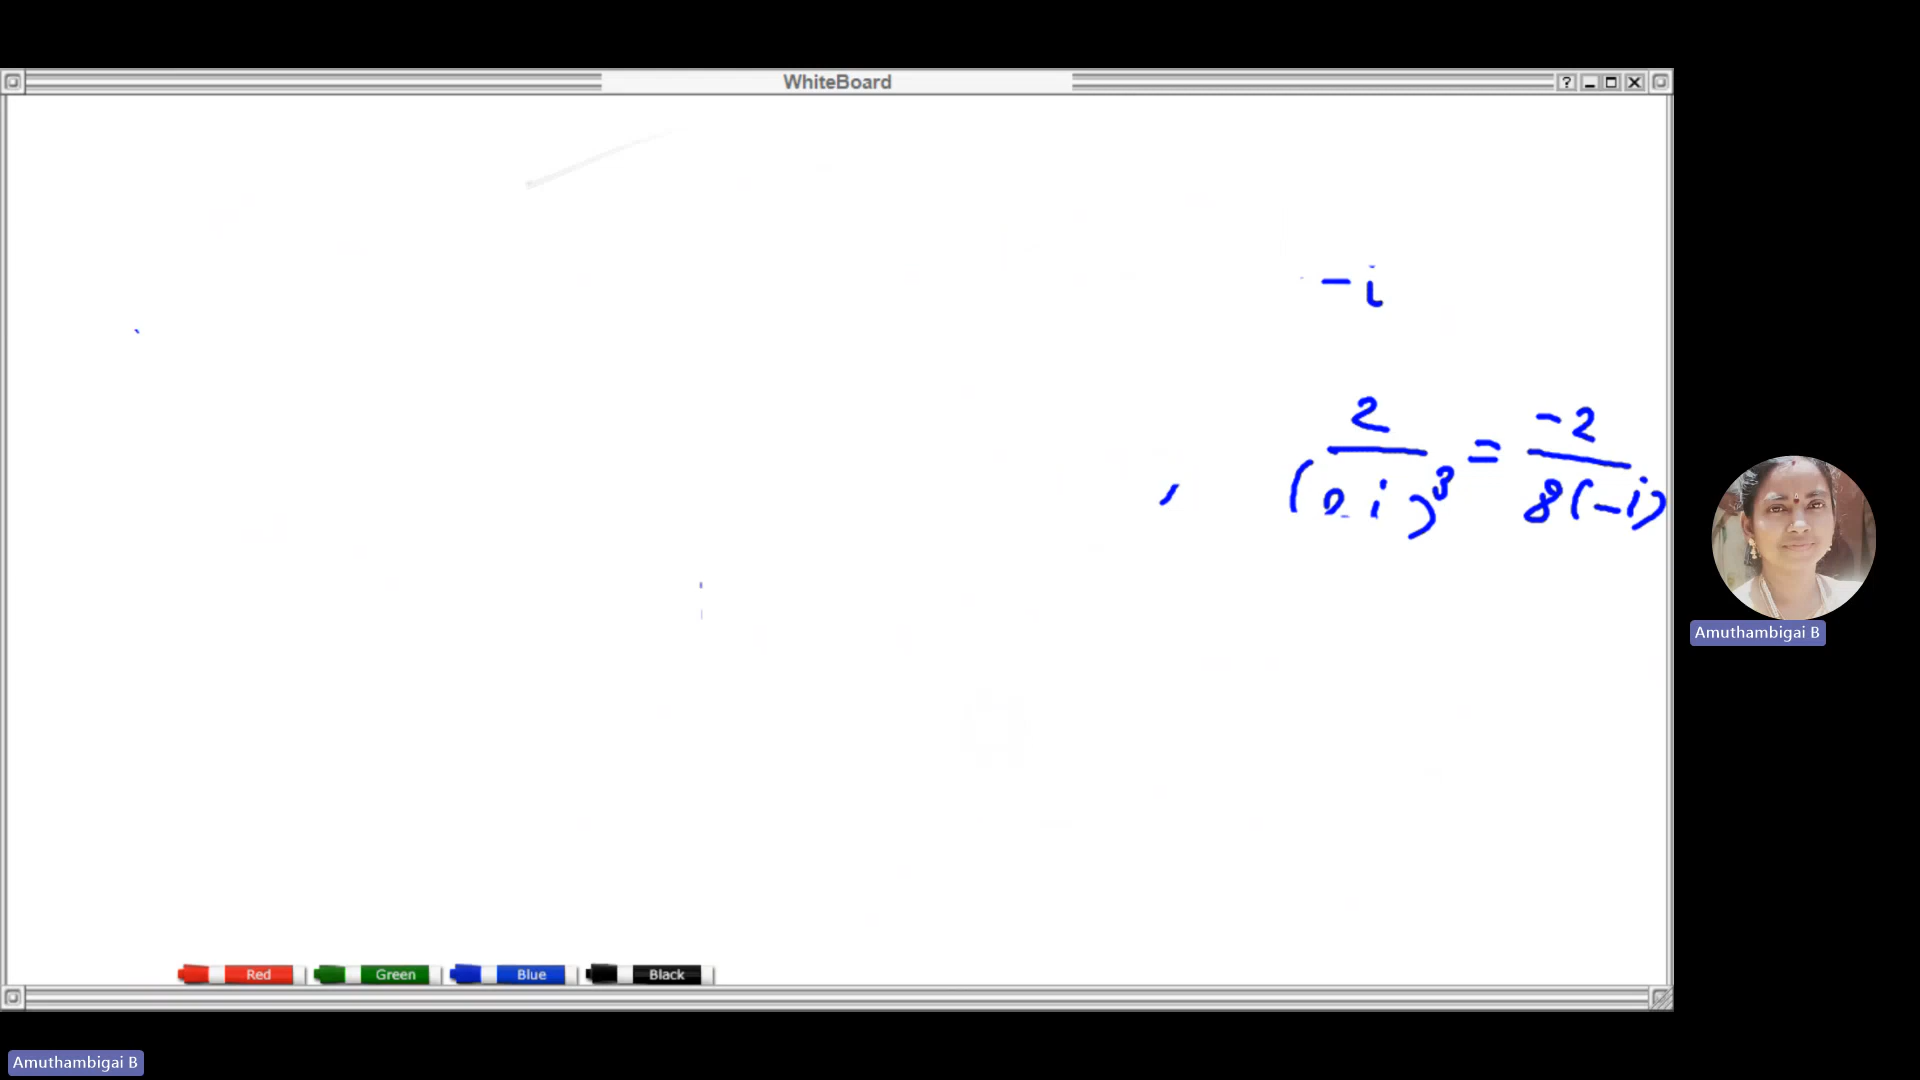 WhiteBoard
-i
2/(2i)³ = -2/8(-i)
Amuthambigai B
Red Green Blue Black
Amuthambigai B